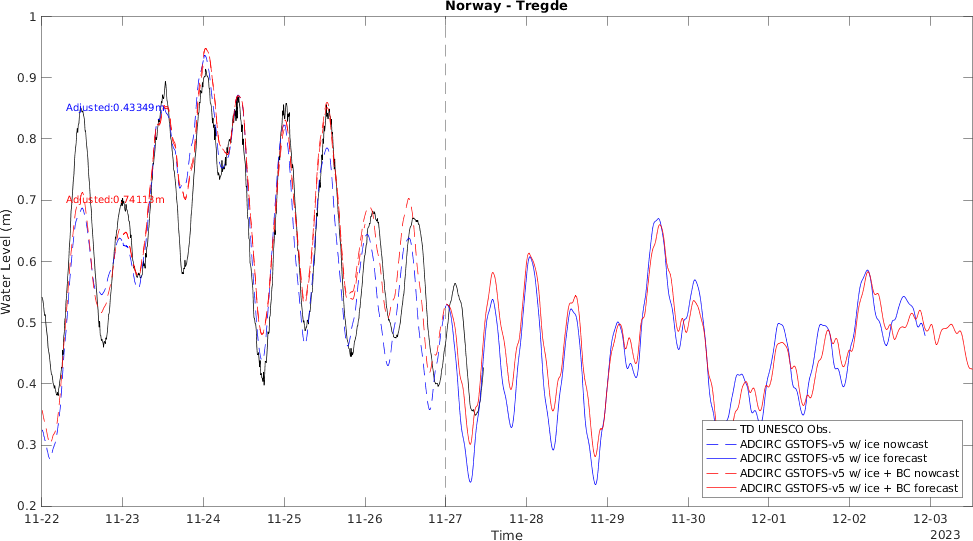 Norway - Tregde
1
0.9
0.8
0.7
0.6
0.5
0.4
0.3
0.2
Water Level (m)
Adjusted:0.43349m
Adjusted:0.74113m
TD UNESCO Obs.
ADCIRC GSTOFS-v5 w/ ice nowcast
ADCIRC GSTOFS-v5 w/ ice forecast
ADCIRC GSTOFS-v5 w/ ice + BC nowcast
ADCIRC GSTOFS-v5 w/ ice + BC forecast
11-22 11-23 11-24 11-25 11-26 11-27 11-28 11-29 11-30 12-01 12-02 12-03
Time
2023